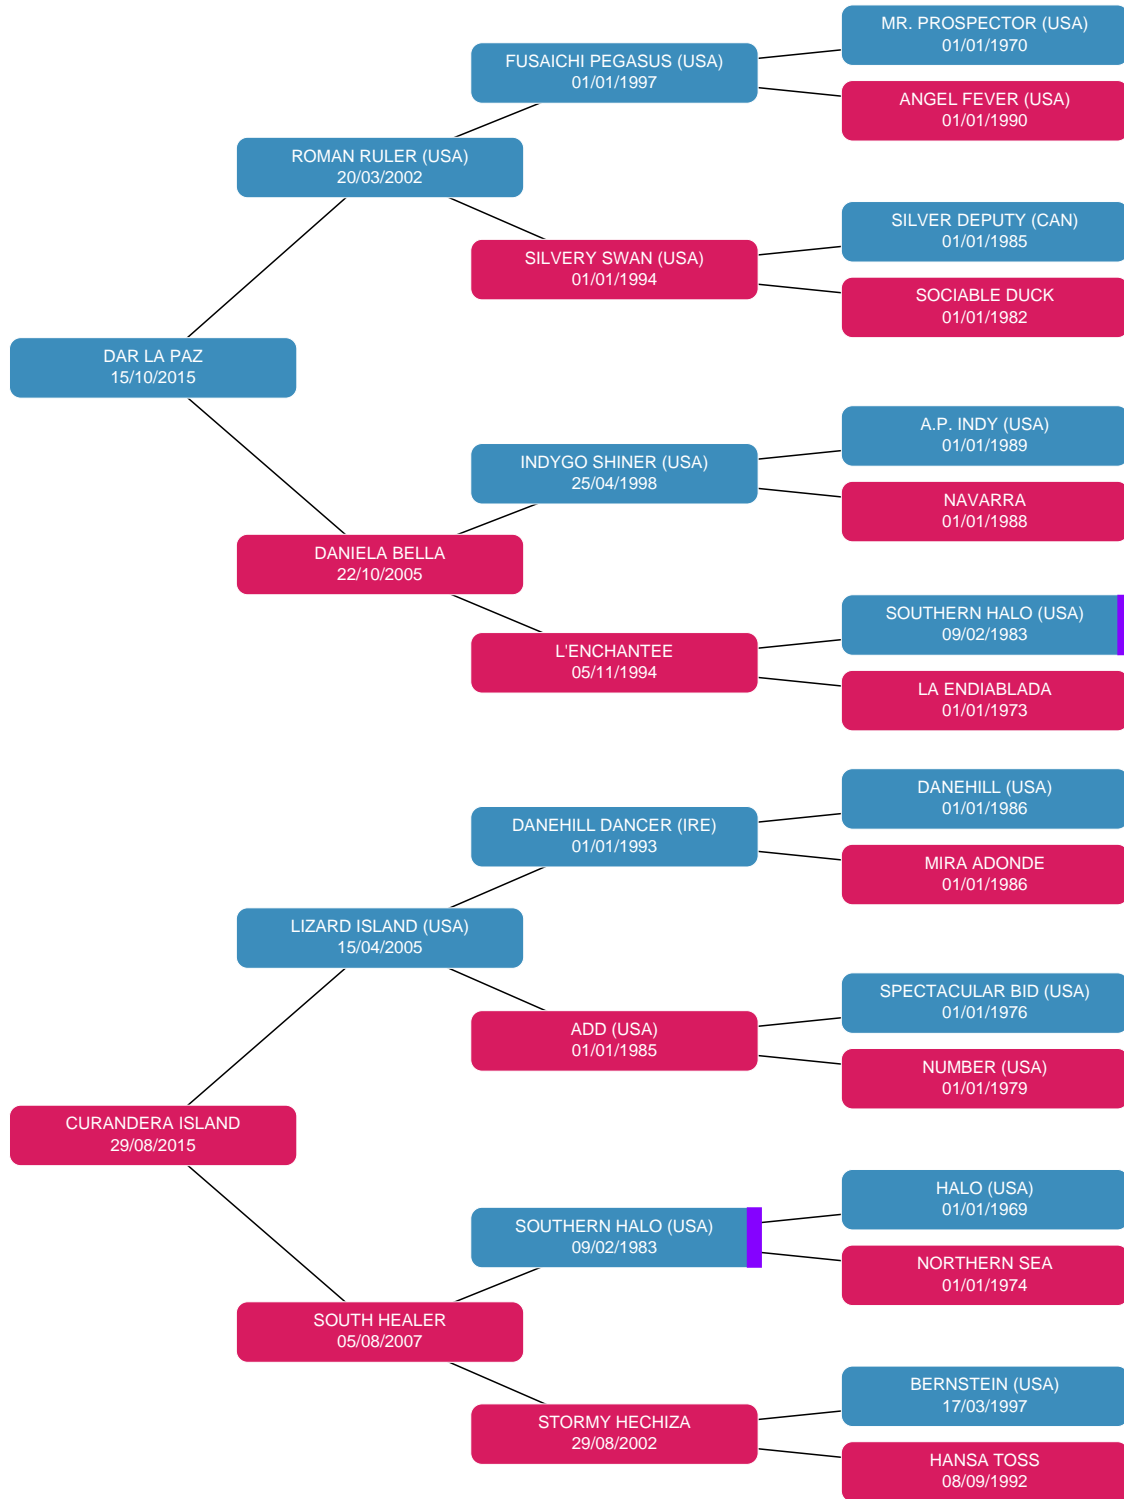 MR. PROSPECTOR (USA)
01/01/1970
FUSAICHI PEGASUS (USA)
01/01/1997
ANGEL FEVER (USA)
01/01/1990
ROMAN RULER (USA)
20/03/2002
SILVER DEPUTY (CAN)
01/01/1985
SILVERY SWAN (USA)
01/01/1994
SOCIABLE DUCK
01/01/1982
DAR LA PAZ
15/10/2015
A.P. INDY (USA)
01/01/1989
INDYGO SHINER (USA)
25/04/1998
NAVARRA
01/01/1988
DANIELA BELLA
22/10/2005
SOUTHERN HALO (USA)
09/02/1983
L'ENCHANTEE
05/11/1994
LA ENDIABLADA
01/01/1973
DANEHILL (USA)
01/01/1986
DANEHILL DANCER (IRE)
01/01/1993
MIRA ADONDE
01/01/1986
LIZARD ISLAND (USA)
15/04/2005
SPECTACULAR BID (USA)
01/01/1976
ADD (USA)
01/01/1985
NUMBER (USA)
01/01/1979
CURANDERA ISLAND
29/08/2015
HALO (USA)
01/01/1969
SOUTHERN HALO (USA)
09/02/1983
NORTHERN SEA
01/01/1974
SOUTH HEALER
05/08/2007
BERNSTEIN (USA)
17/03/1997
STORMY HECHIZA
29/08/2002
HANSA TOSS
08/09/1992